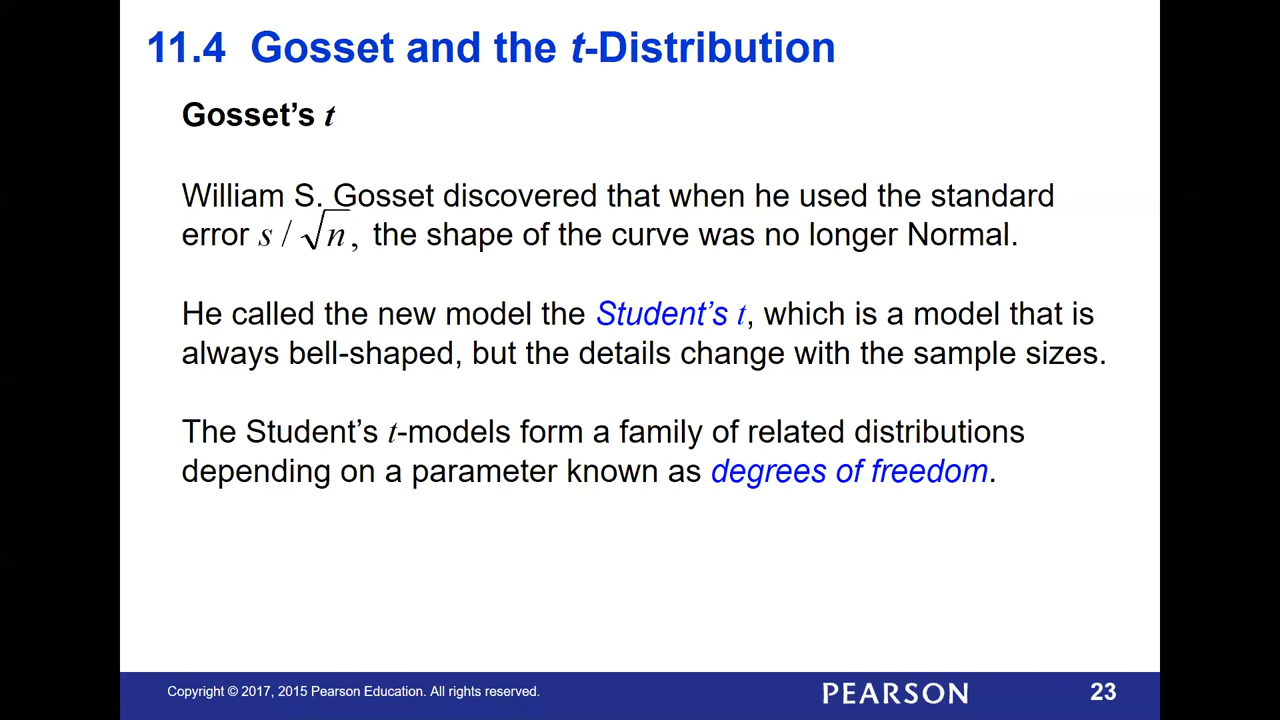 11.4 Gosset and the t-Distribution
Gosset’s t
William S. Gosset discovered that when he used the standard
error s / √n, the shape of the curve was no longer Normal.
He called the new model the Student’s t, which is a model that is
always bell-shaped, but the details change with the sample sizes.
The Student’s t-models form a family of related distributions
depending on a parameter known as degrees of freedom.
Copyright © 2017, 2015 Pearson Education. All rights reserved.
PEARSON
23